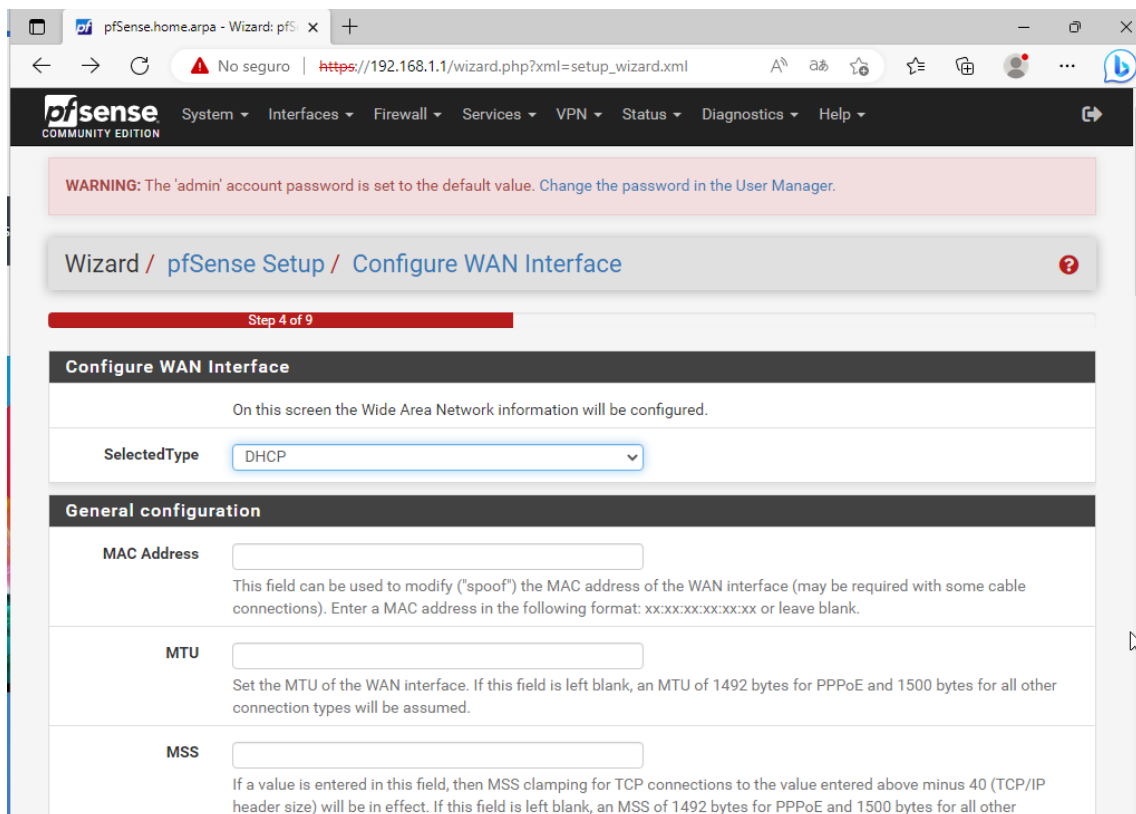 pfSense.home.arpa - Wizard: pfS
No seguro | https://192.168.1.1/wizard.php?xml=setup_wizard.xml
pfsense System Interfaces Firewall Services VPN Status Diagnostics Help
COMMUNITY EDITION
WARNING: The 'admin' account password is set to the default value. Change the password in the User Manager.
Wizard / pfSense Setup / Configure WAN Interface
Step 4 of 9
Configure WAN Interface
On this screen the Wide Area Network information will be configured.
SelectedType DHCP
General configuration
MAC Address
This field can be used to modify ("spoof") the MAC address of the WAN interface (may be required with some cable
connections). Enter a MAC address in the following format: xx:xx:xx:xx:xx:xx or leave blank.
MTU
Set the MTU of the WAN interface. If this field is left blank, an MTU of 1492 bytes for PPPoE and 1500 bytes for all other
connection types will be assumed.
MSS
If a value is entered in this field, then MSS clamping for TCP connections to the value entered above minus 40 (TCP/IP
header size) will be in effect. If this field is left blank, an MSS of 1492 bytes for PPPoE and 1500 bytes for all other